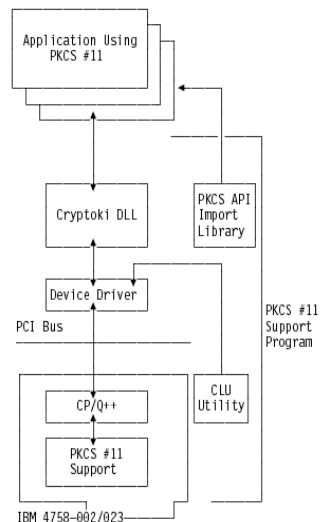 Application Using
PKCS #11
Cryptoki DLL
PKCS API
Import
Library
Device Driver
PCI Bus
PKCS #11
Support
Program
CP/Q++
CLU
Utility
PKCS #11
Support
IBM 4758-002/023